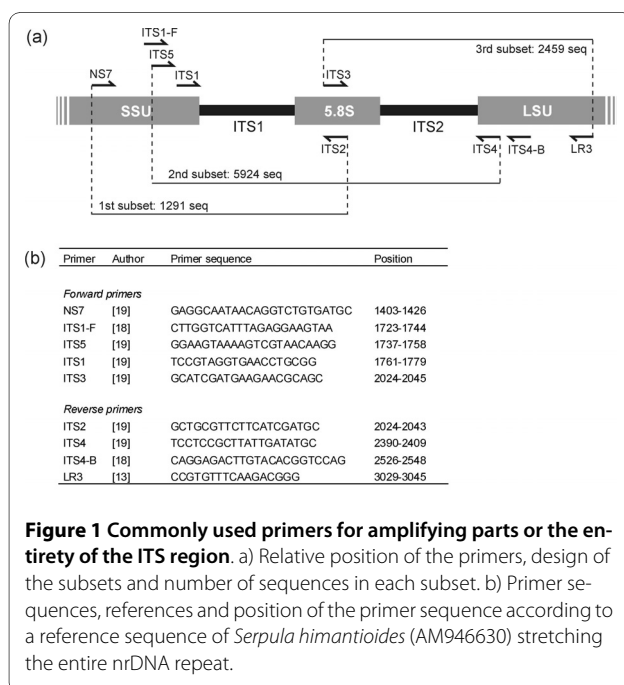 (a)
ITS1-F
ITS5
NS7
ITS1
ITS3
3rd subset: 2459 seq
SSU
5.8S
LSU
ITS1
ITS2
ITS2
ITS4
ITS4-B
LR3
2nd subset: 5924 seq
1st subset: 1291 seq
(b)
Primer Author Primer sequence Position
Forward primers
NS7 [19] GAGGCAATAACAGGTCTGTGATGC 1403-1426
ITS1-F [18] CTTGGTCATTTAGAGGAAGTAA 1723-1744
ITS5 [19] GGAAGTAAAAGTCGTAACAAGG 1737-1758
ITS1 [19] TCCGTAGGTGAACCTGCGG 1761-1779
ITS3 [19] GCATCGATGAAGAACGCAGC 2024-2045
Reverse primers
ITS2 [19] GCTGCGTTCTTCATCGATGC 2024-2043
ITS4 [19] TCCTCCGCTTATTGATATGC 2390-2409
ITS4-B [18] CAGGAGACTTGTACACGGTCCAG 2526-2548
LR3 [13] CCGTGTTTCAAGACGGG 3029-3045
Figure 1 Commonly used primers for amplifying parts or the en-
tirety of the ITS region. a) Relative position of the primers, design of
the subsets and number of sequences in each subset. b) Primer se-
quences, references and position of the primer sequence according to
a reference sequence of Serpula himantioides (AM946630) stretching
the entire nrDNA repeat.